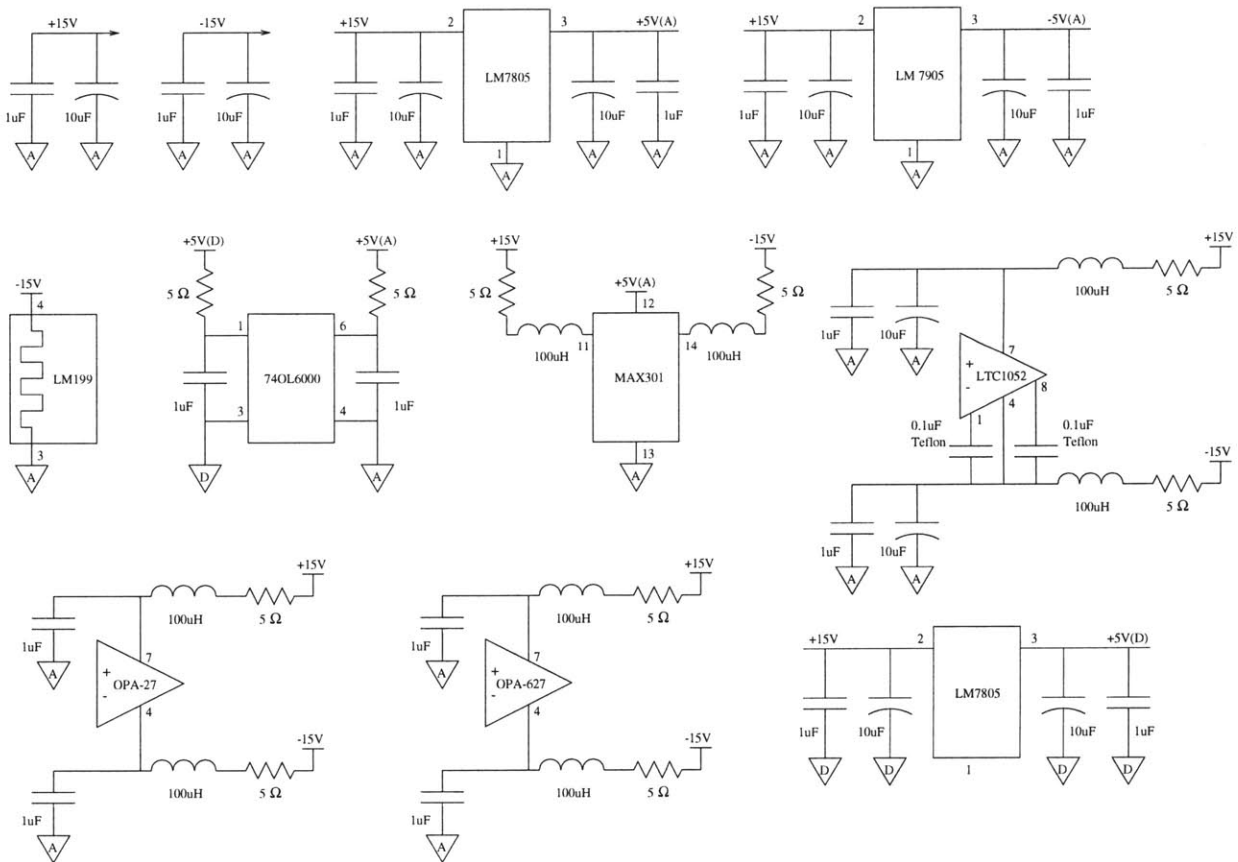 +15V
1uF
10uF
A
A
-15V
1uF
10uF
A
A
+15V
2
3
+5V(A)
LM7805
1uF
10uF
10uF
1uF
A
A
1
A
A
A
+15V
2
3
-5V(A)
LM 7905
1uF
10uF
10uF
1uF
A
A
1
A
A
A
-15V
4
LM199
3
A
+5V(D)
+5V(A)
5 Ω
5 Ω
1
6
74OL6000
1uF
1uF
3
4
D
A
+15V
-15V
5 Ω
5 Ω
+5V(A)
12
11
14
100uH
100uH
MAX301
13
A
+15V
100uH
5 Ω
1uF
10uF
A
A
7
+
-
LTC1052
8
1
4
0.1uF
Teflon
0.1uF
Teflon
-15V
100uH
5 Ω
1uF
10uF
A
A
+15V
100uH
5 Ω
1uF
A
7
+
-
OPA-27
4
-15V
100uH
5 Ω
1uF
A
+15V
100uH
5 Ω
1uF
A
7
+
-
OPA-627
4
-15V
100uH
5 Ω
1uF
A
+15V
2
3
+5V(D)
LM7805
1uF
10uF
10uF
1uF
D
D
1
D
D